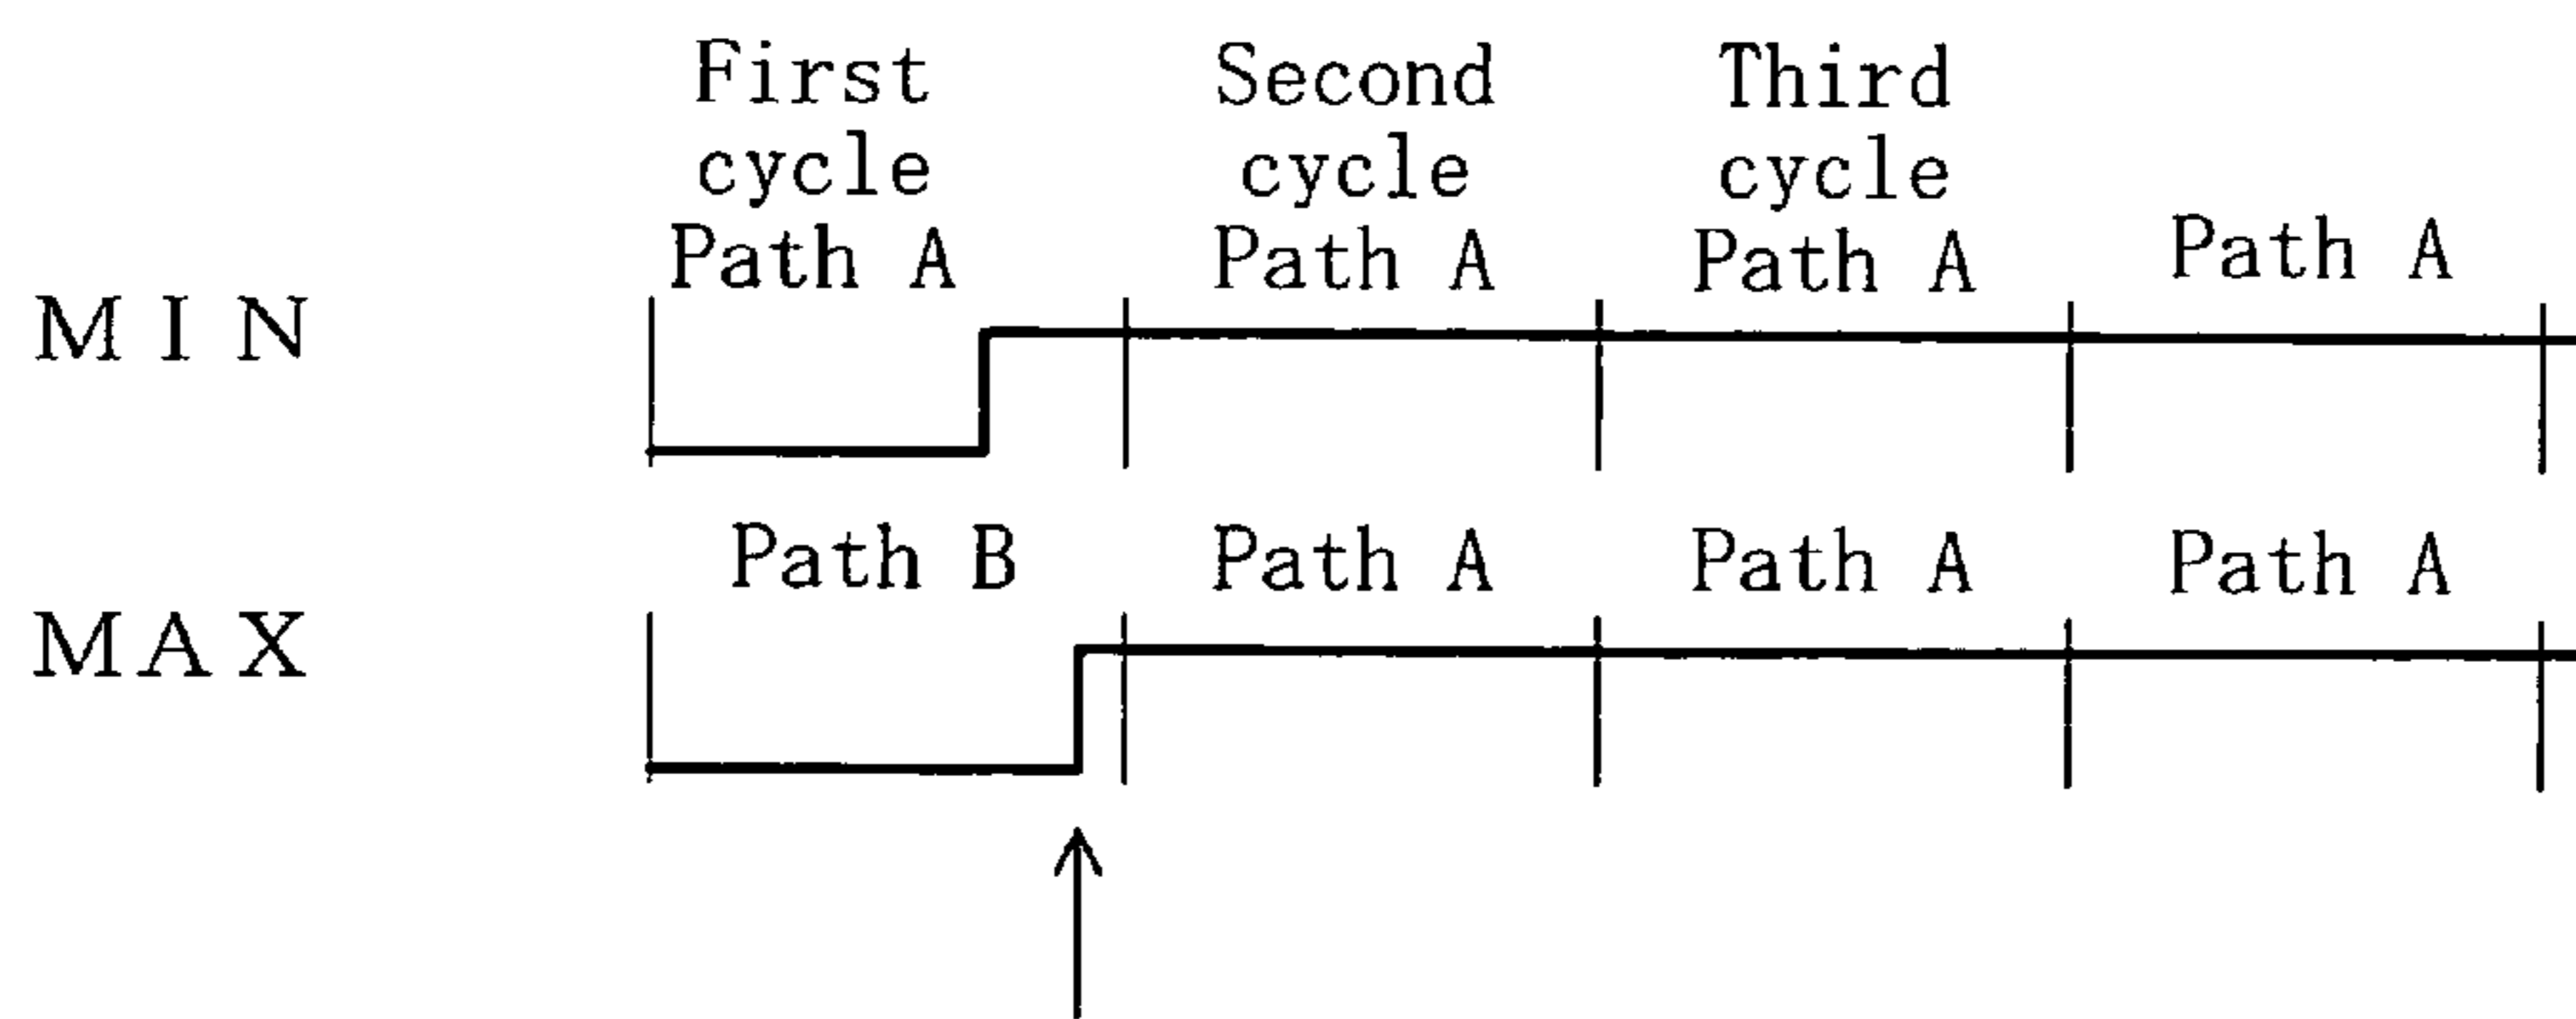 First Second Third
cycle cycle cycle
Path A Path A Path A Path A
MIN
Path B Path A Path A Path A
MAX